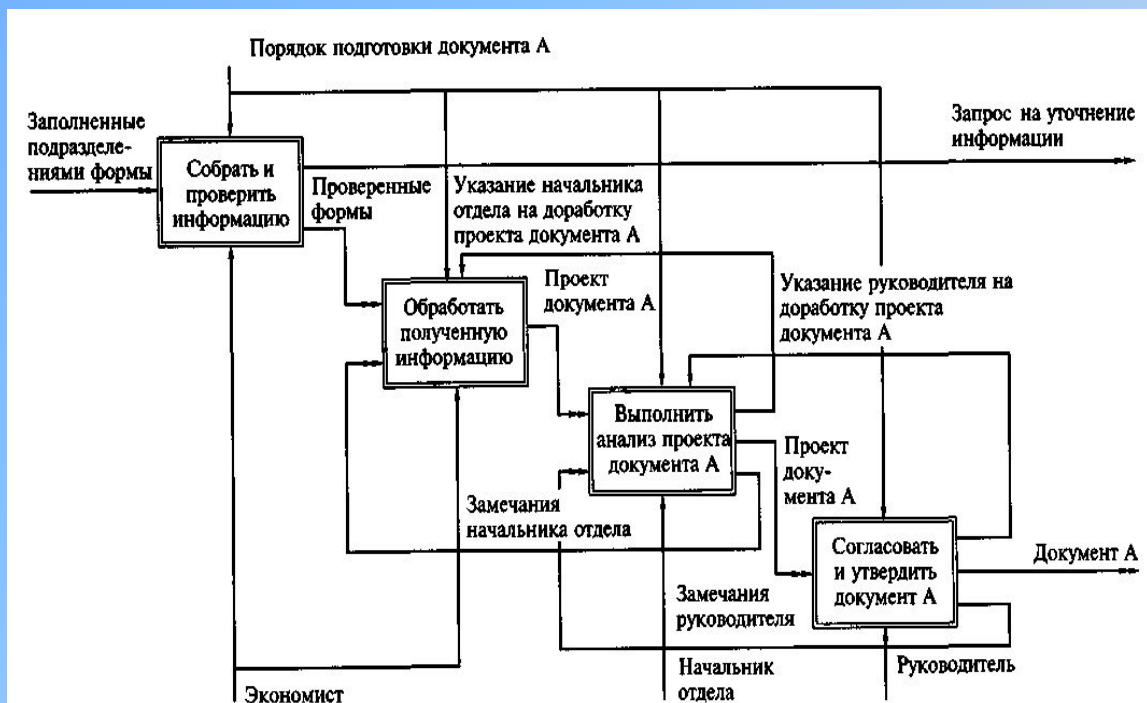 Порядок подготовки документа А
Заполненные
подразделе-
ниями формы
Собрать и
проверить
информацию
Запрос на уточнение
информации
Проверенные
формы
Указание начальника
отдела на доработку
проекта документа А
Обработать
полученную
информацию
Проект
документа А
Указание руководителя на
доработку проекта
документа А
Выполнить
анализ проекта
документа А
Проект
доку-
мента А
Замечания
начальника отдела
Согласовать
и утвердить
документ А
Документ А
Замечания
руководителя
Экономист
Начальник
отдела
Руководитель